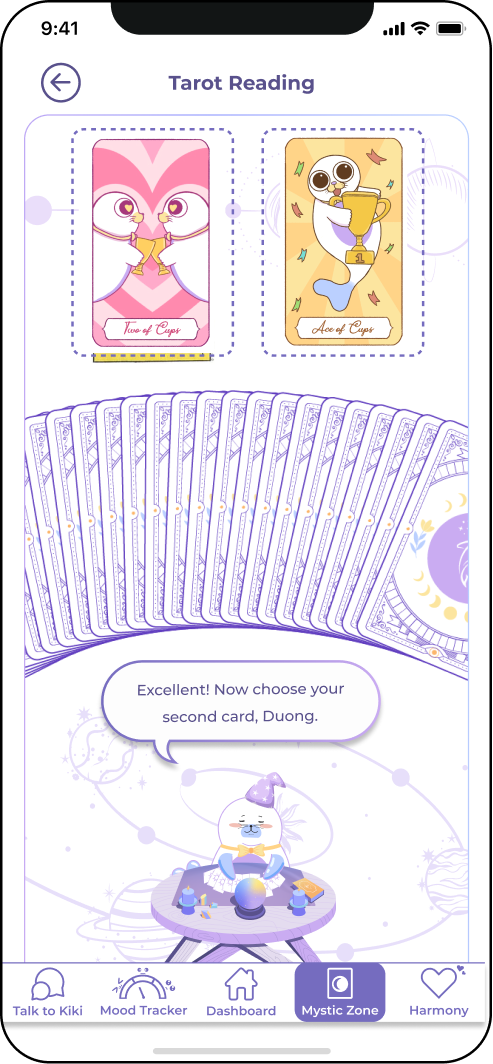 9:41
Tarot Reading
Two of Cups
Ace of Cups
1
Excellent! Now choose your
second card, Duong.
Talk to Kiki
Mood Tracker
Dashboard
Mystic Zone
Harmony